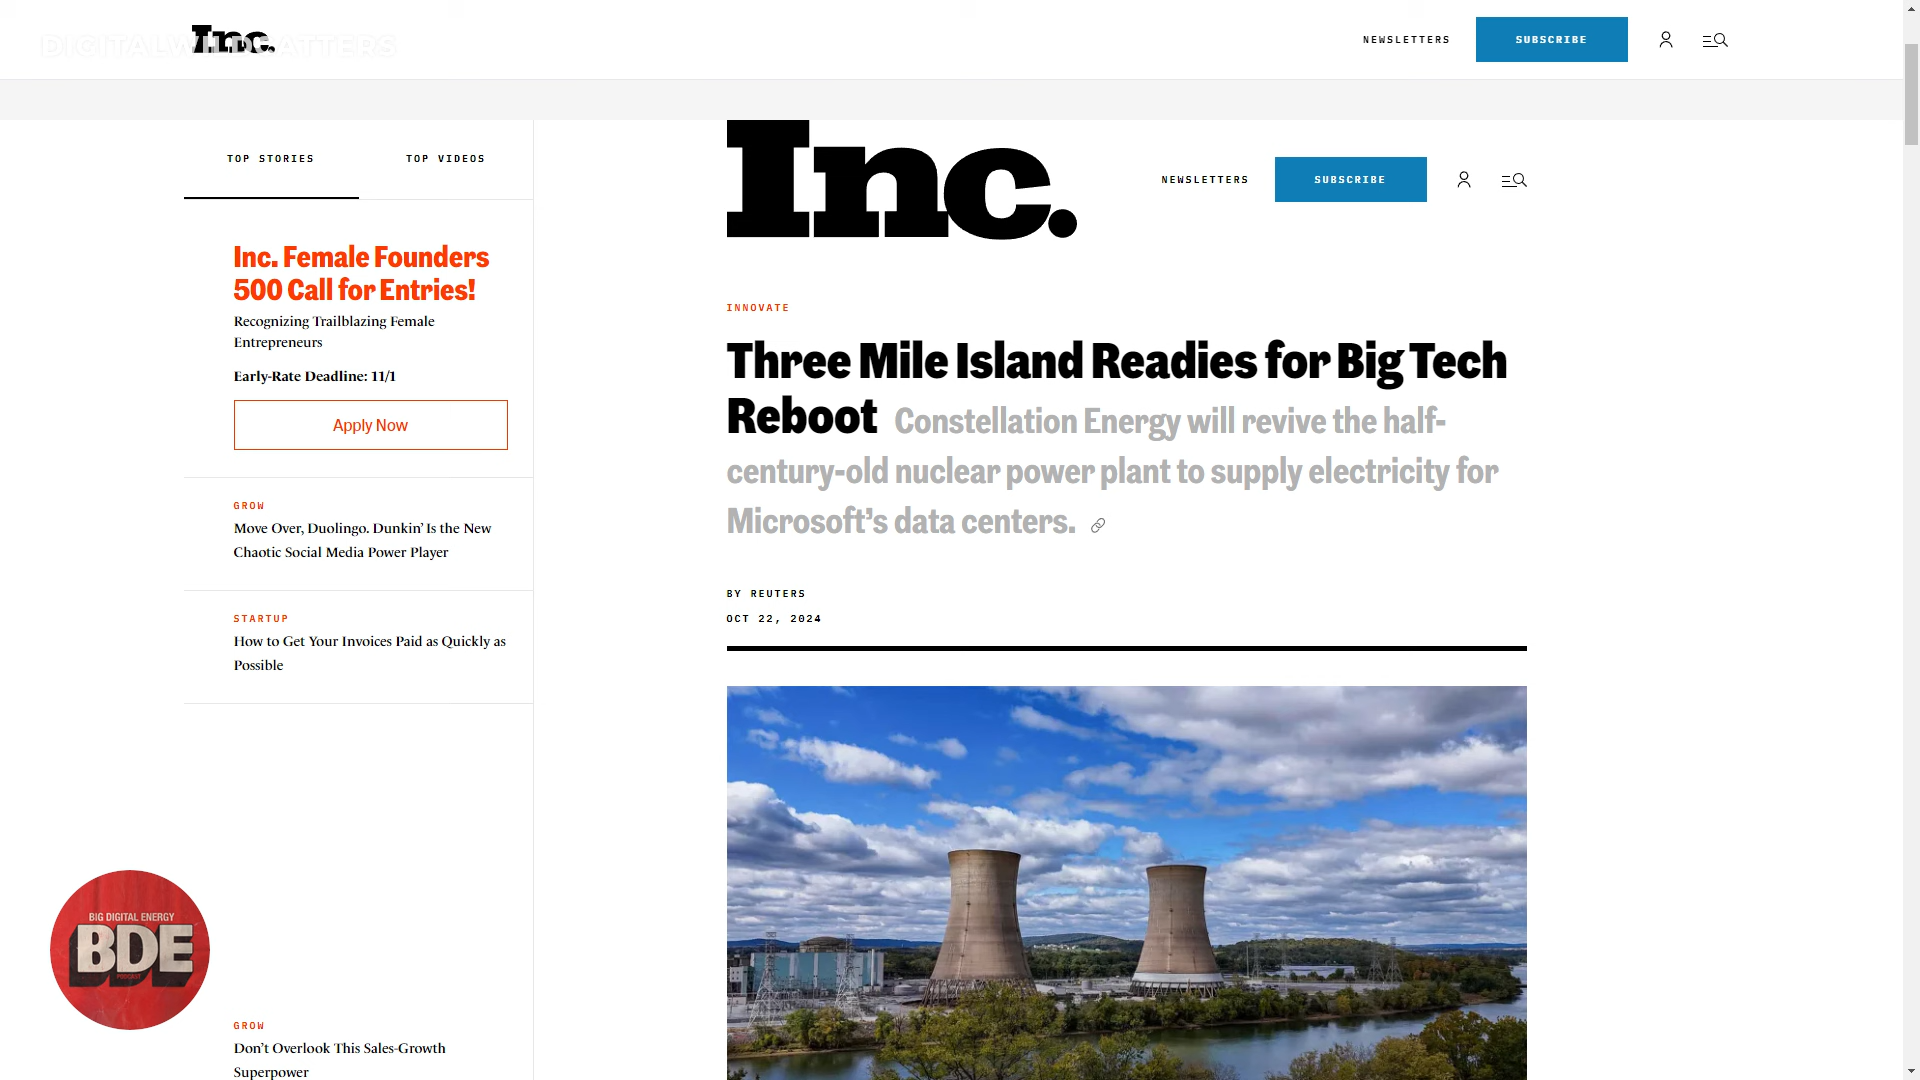 DIGITALWILDCATTERS
Inc.
NEWSLETTERS
SUBSCRIBE
TOP STORIES
TOP VIDEOS
Inc. Female Founders
500 Call for Entries!
Recognizing Trailblazing Female
Entrepreneurs
Early-Rate Deadline: 11/1
Apply Now
GROW
Move Over, Duolingo. Dunkin' Is the New
Chaotic Social Media Power Player
STARTUP
How to Get Your Invoices Paid as Quickly as
Possible
BIG DIGITAL ENERGY
BDE
PODCAST
GROW
Don't Overlook This Sales-Growth
Superpower
Inc.
NEWSLETTERS
SUBSCRIBE
INNOVATE
Three Mile Island Readies for Big Tech
Reboot Constellation Energy will revive the half-
century-old nuclear power plant to supply electricity for
Microsoft's data centers.
BY REUTERS
OCT 22, 2024